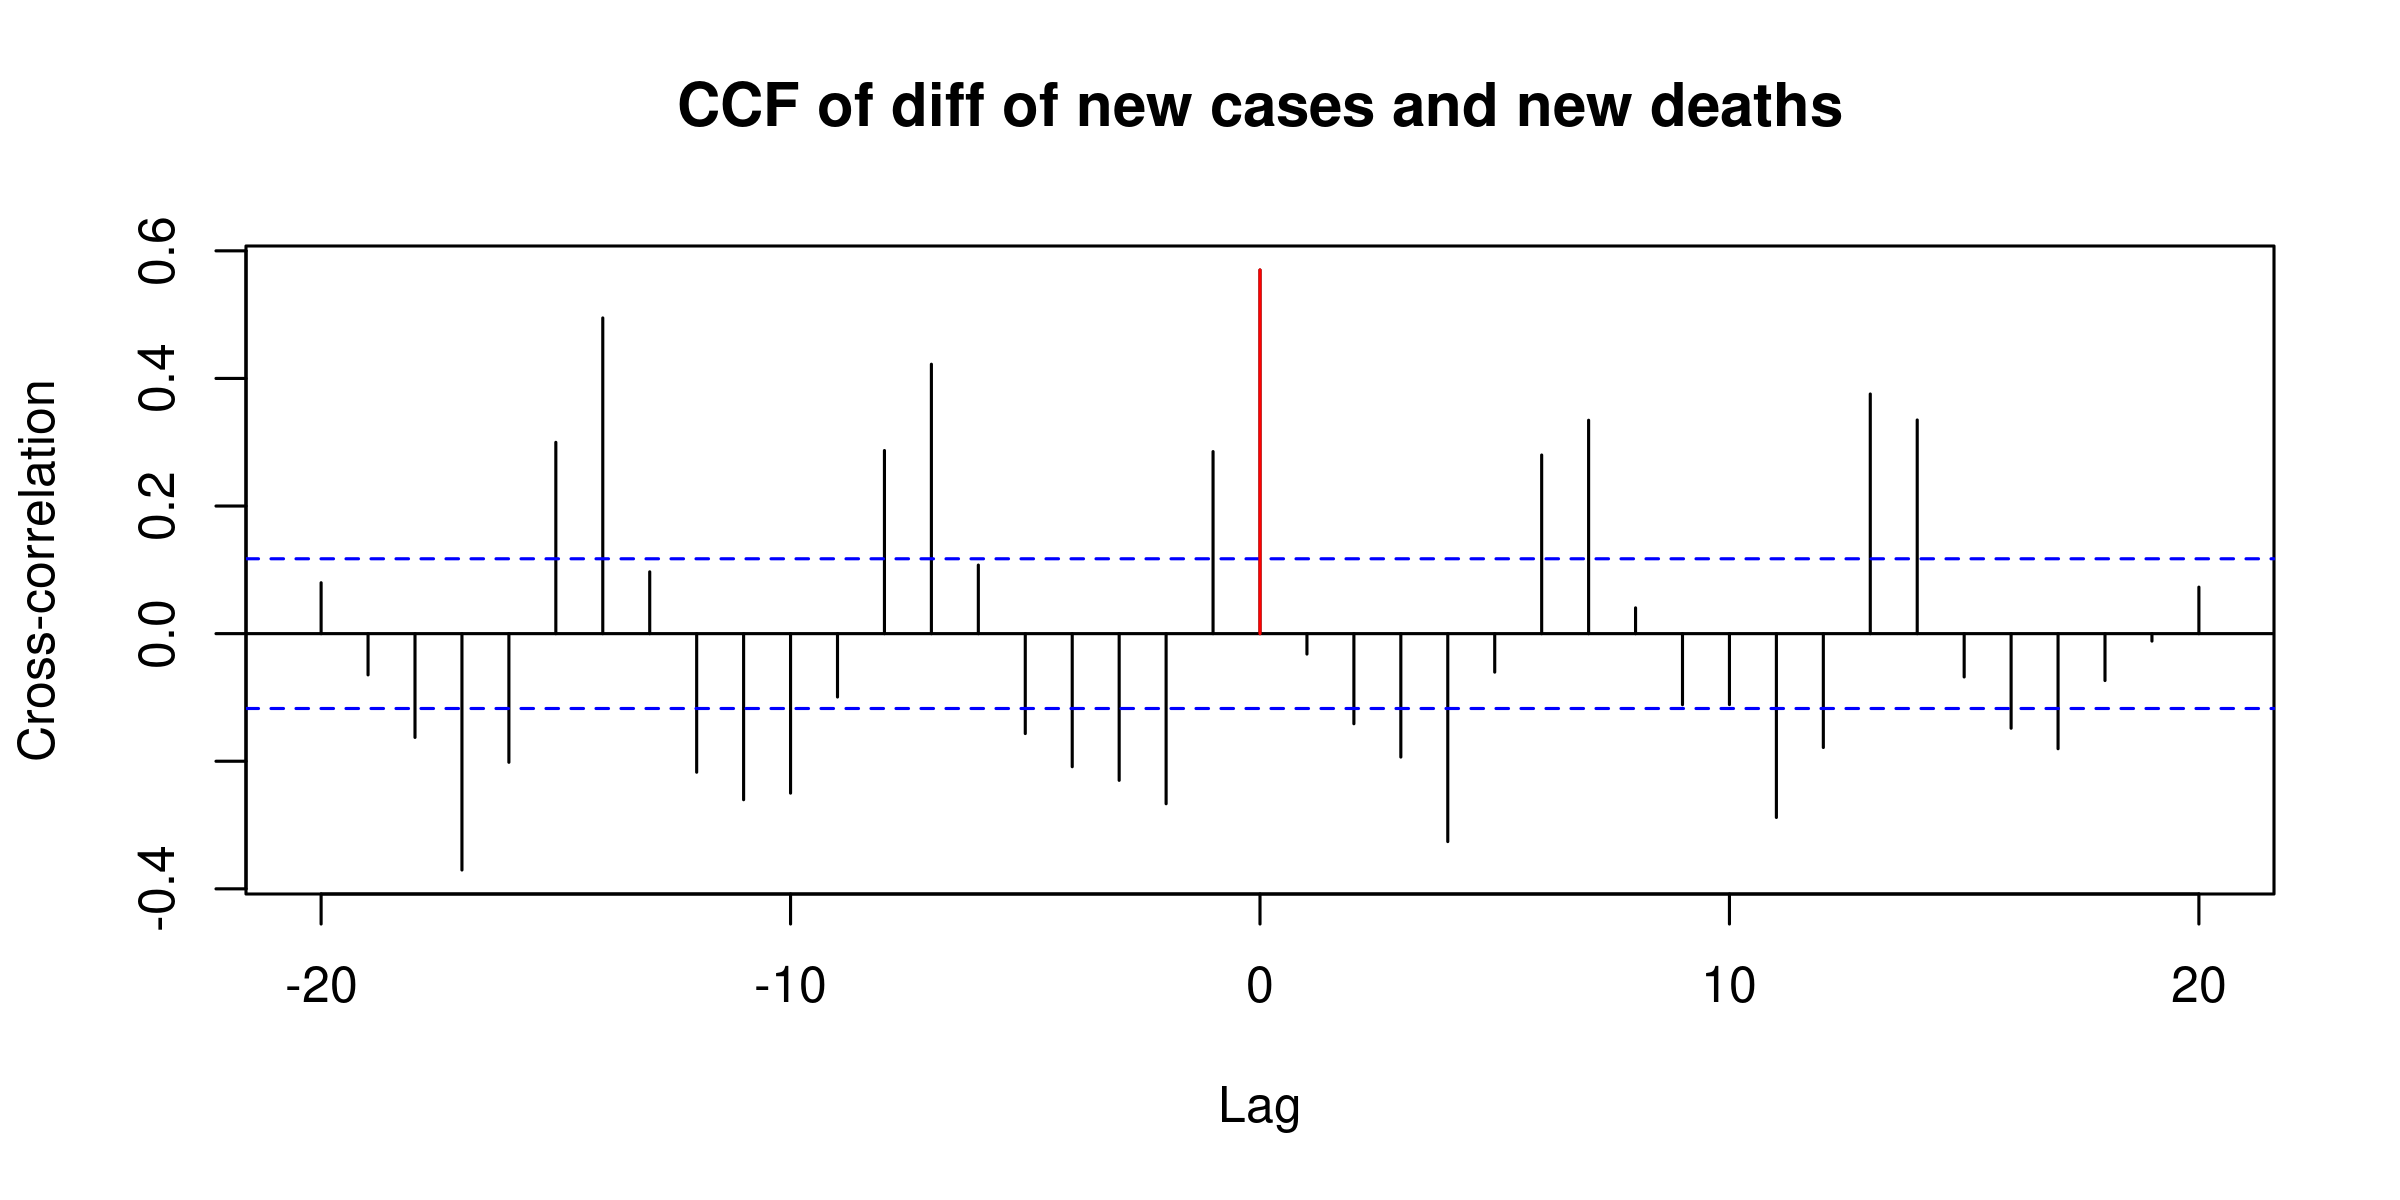 CCF of diff of new cases and new deaths
Cross-correlation
0.6
0.4
0.2
0.0
-0.4
-20 -10 0 10 20
Lag